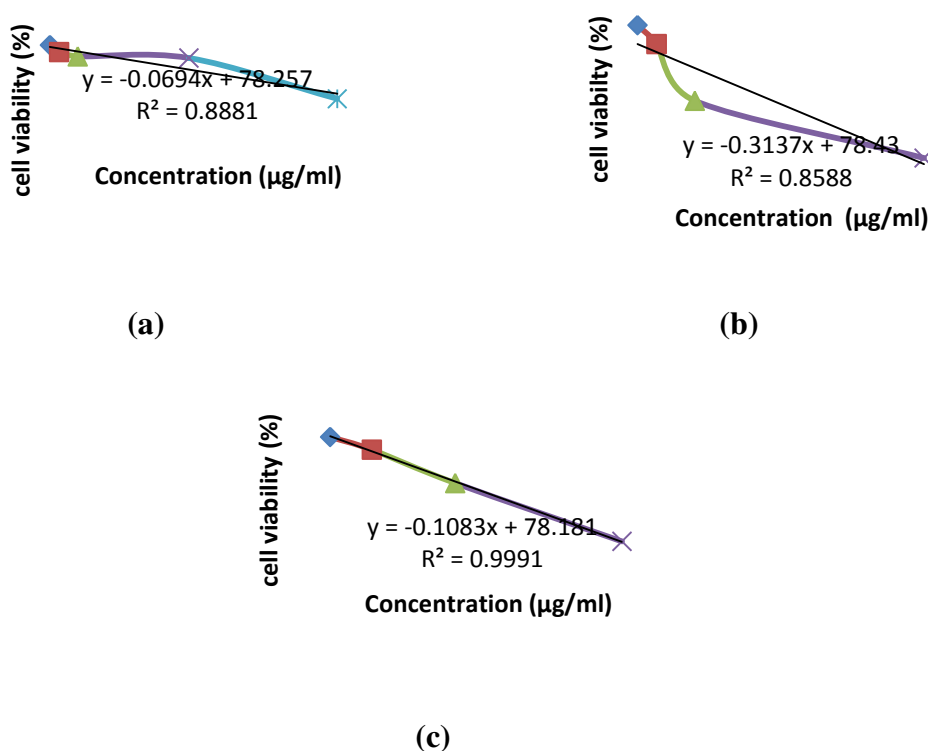 cell viability (%)
y = -0.0694x + 78.257
R² = 0.8881
Concentration (µg/ml)
(a)
cell viabilty (%)
y = -0.3137x + 78.43
R² = 0.8588
Concentration  (µg/ml)
(b)
cell viability (%)
y = -0.1083x + 78.181
R² = 0.9991
Concentration (µg/ml)
(c)